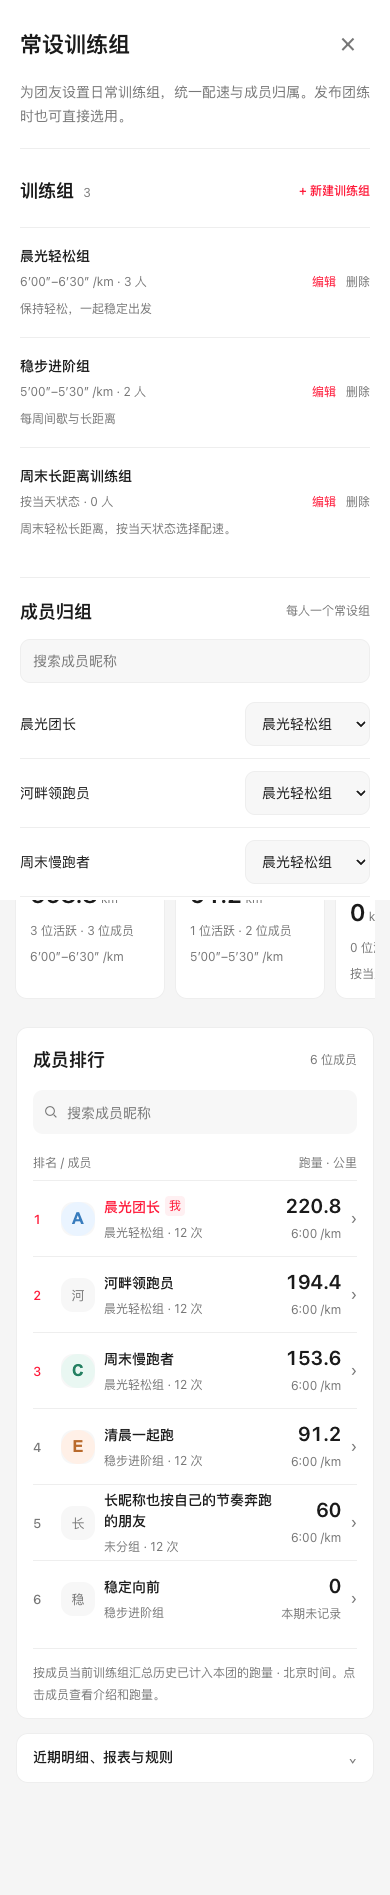 常设训练组
为团友设置日常训练组，统一配速与成员归属。发布团练
时也可直接选用。
训练组 3
+ 新建训练组
晨光轻松组
6′00″–6′30″ /km · 3 人
编辑 删除
保持轻松，一起稳定出发
稳步进阶组
5′00″–5′30″ /km · 2 人
编辑 删除
每周间歇与长距离
周末长距离训练组
按当天状态 · 0 人
编辑 删除
周末轻松长距离，按当天状态选择配速。
成员归组
每人一个常设组
搜索成员昵称
晨光团长
晨光轻松组
河畔领跑员
晨光轻松组
周末慢跑者
晨光轻松组
3 位活跃 · 3 位成员
6′00″–6′30″ /km
1 位活跃 · 2 位成员
5′00″–5′30″ /km
0 k
0 位
按当
成员排行
6 位成员
搜索成员昵称
排名 / 成员
跑量 · 公里
1 A 晨光团长 我 220.8
晨光轻松组 · 12 次 6:00 /km
2 河 河畔领跑员 194.4
晨光轻松组 · 12 次 6:00 /km
3 C 周末慢跑者 153.6
晨光轻松组 · 12 次 6:00 /km
4 E 清晨一起跑 91.2
稳步进阶组 · 12 次 6:00 /km
5 长 长昵称也按自己的节奏奔跑
的朋友 60
未分组 · 12 次 6:00 /km
6 稳 稳定向前 0
稳步进阶组 本期未记录
按成员当前训练组汇总历史已计入本团的跑量 · 北京时间。点
击成员查看介绍和跑量。
近期明细、报表与规则